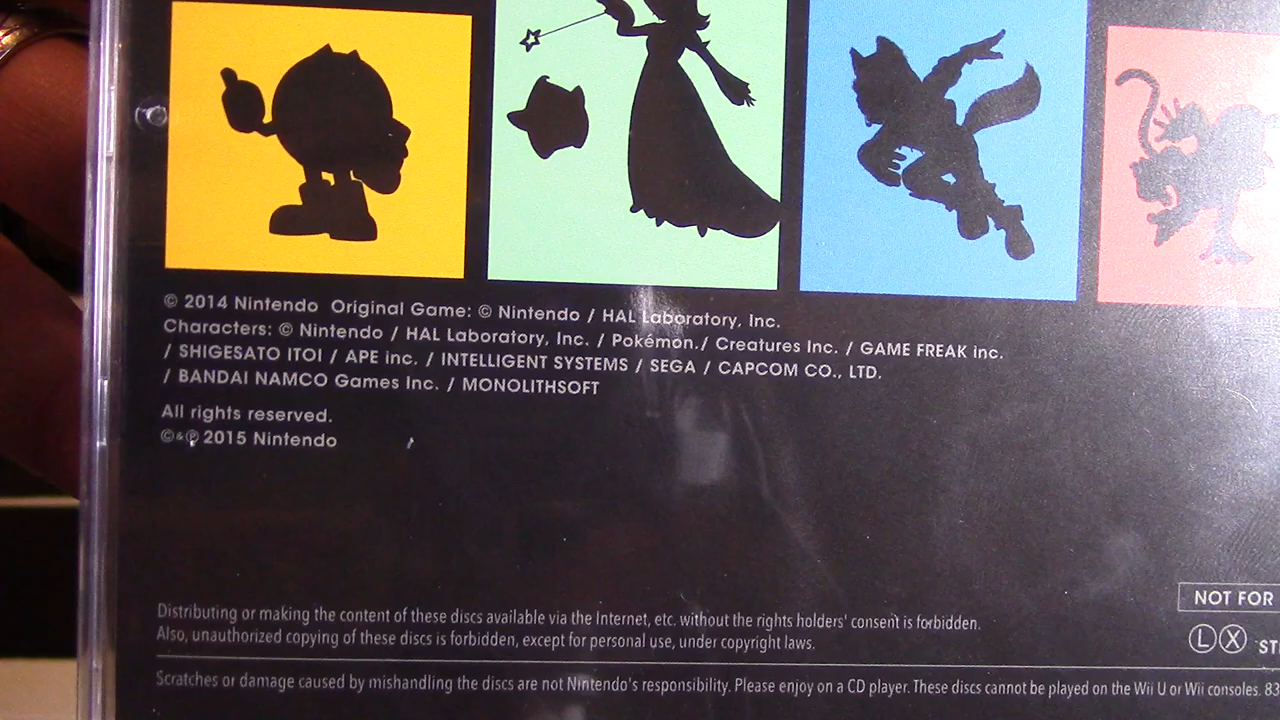 © 2014 Nintendo Original Game: © Nintendo / HAL Laboratory, Inc.
Characters: © Nintendo / HAL Laboratory, Inc. / Pokémon. / Creatures Inc. / GAME FREAK inc.
/ SHIGESATO ITOI / APE inc. / INTELLIGENT SYSTEMS / SEGA / CAPCOM CO., LTD.
/ BANDAI NAMCO Games Inc. / MONOLITHSOFT
All rights reserved.
©&℗ 2015 Nintendo
NOT FOR
Distributing or making the content of these discs available via the Internet, etc. without the rights holders' consent is forbidden.
Also, unauthorized copying of these discs is forbidden, except for personal use, under copyright laws.
L X
Scratches or damage caused by mishandling the discs are not Nintendo's responsibility. Please enjoy on a CD player. These discs cannot be played on the Wii U or Wii consoles. 83